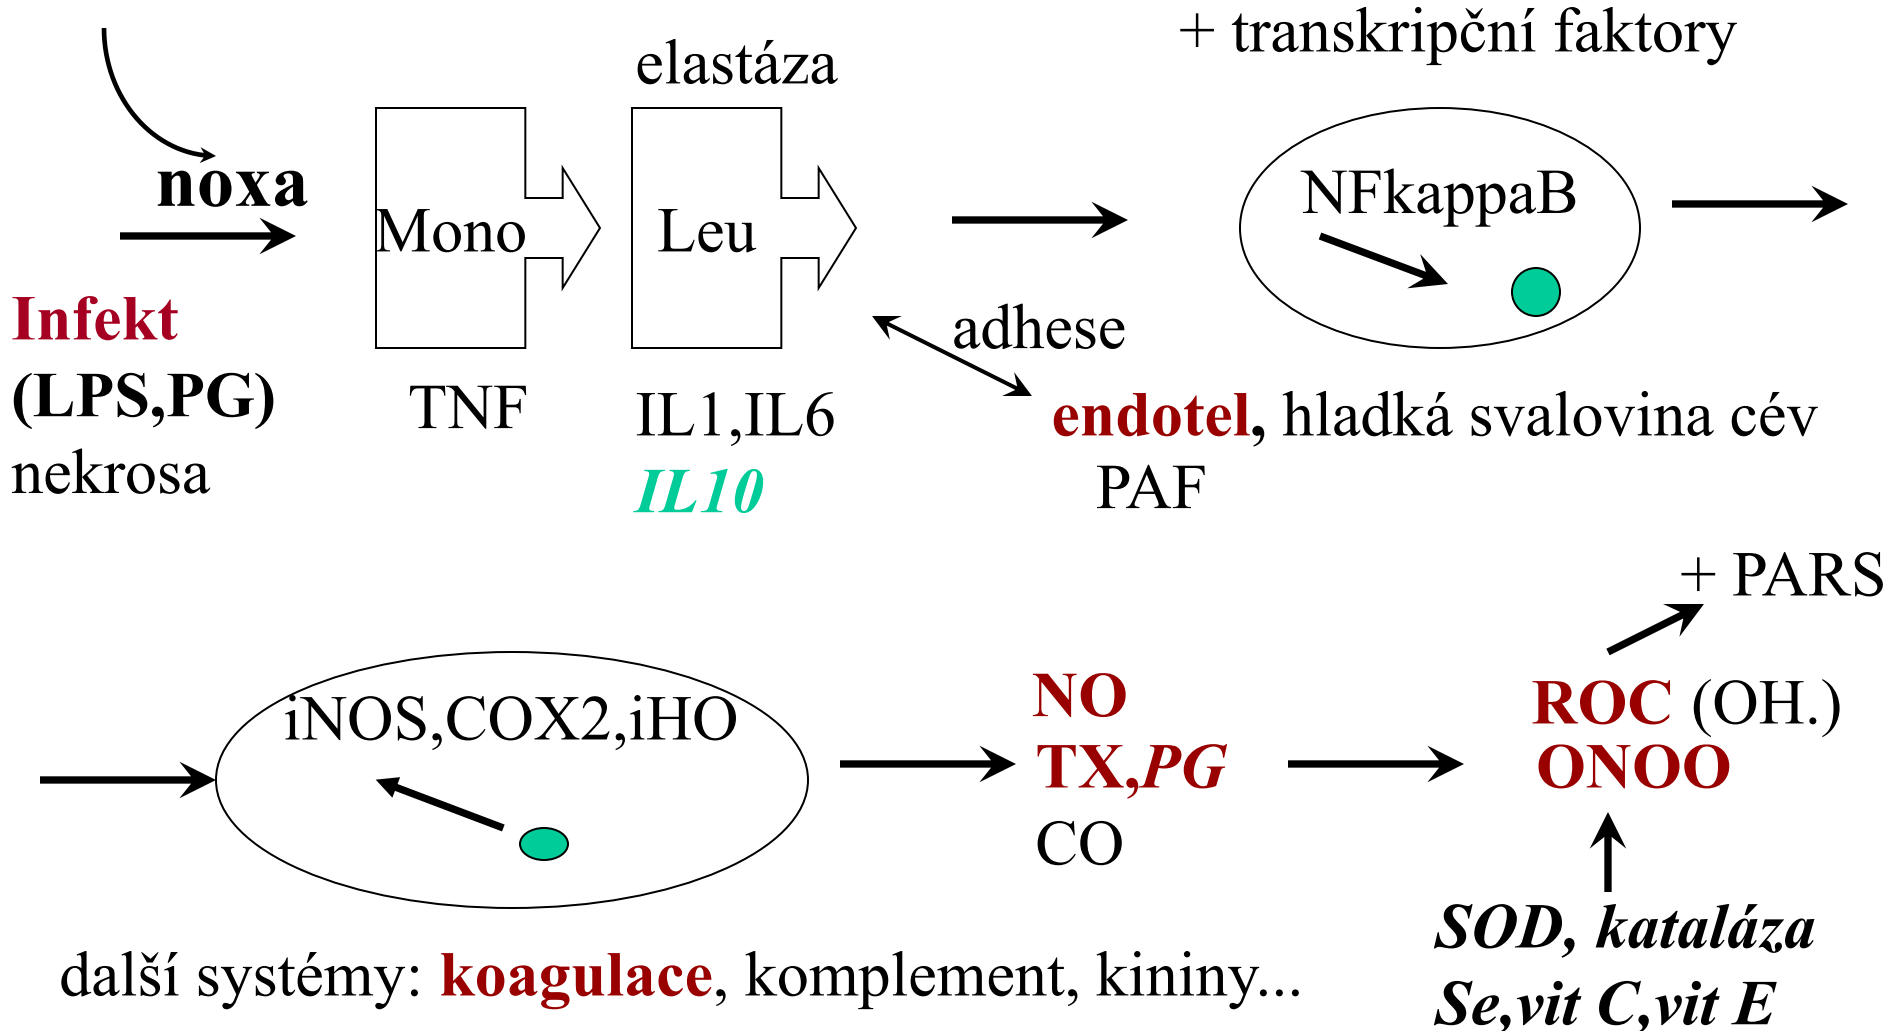 + transkripční faktory
elastáza
noxa
Mono
Leu
NFkappaB
Infekt
(LPS,PG)
nekrosa
TNF
IL1,IL6
IL10
adhese
endotel, hladká svalovina cév
PAF
+ PARS
iNOS,COX2,iHO
NO
TX,PG
CO
ROC (OH.)
ONOO
SOD, kataláza
Se,vit C,vit E
další systémy: koagulace, komplement, kininy...